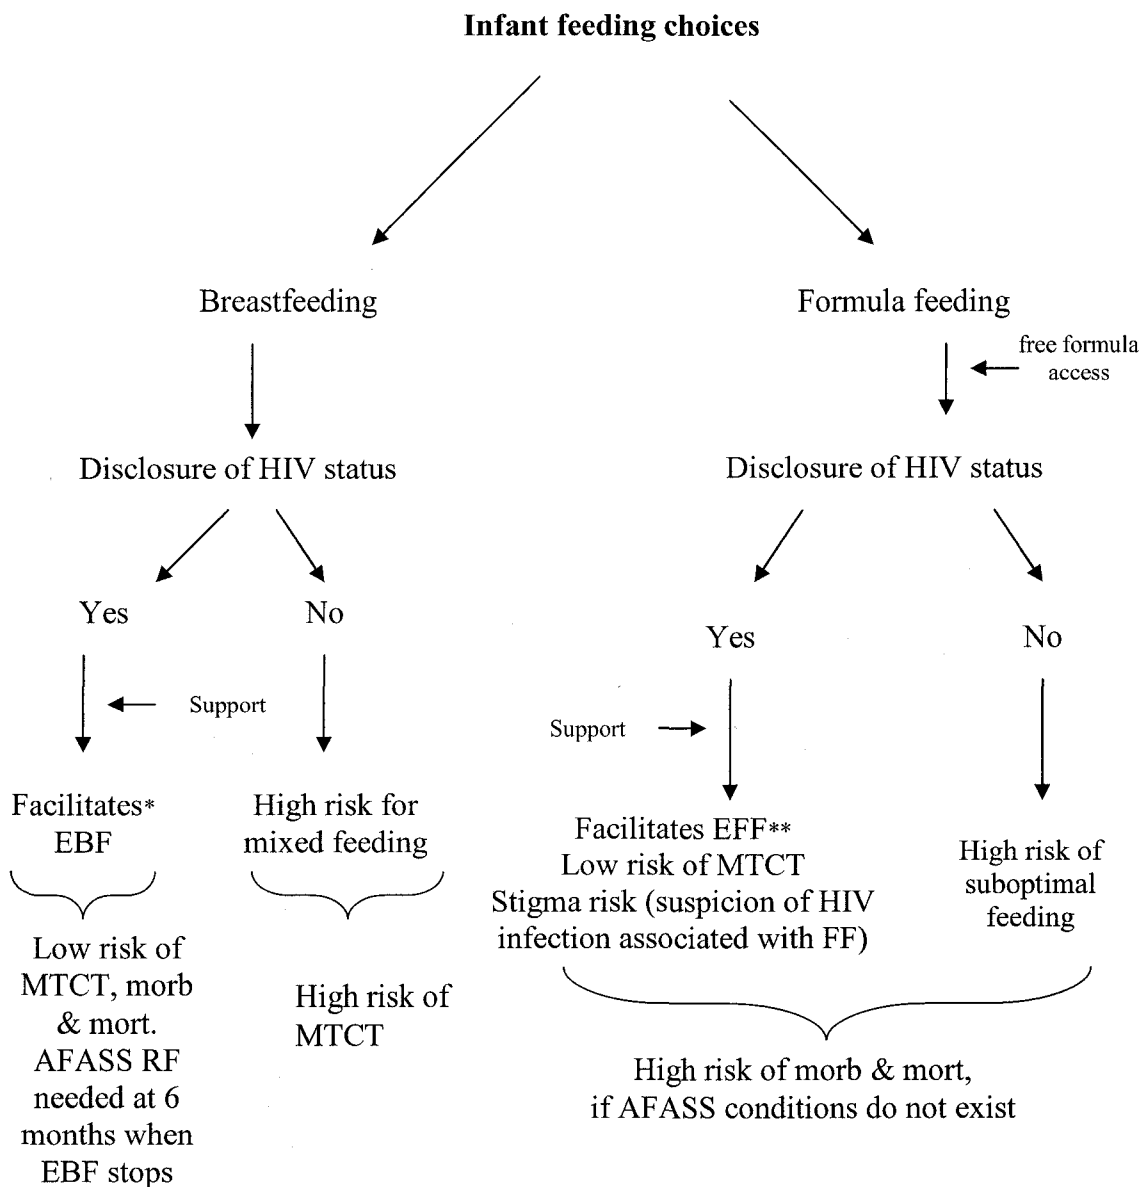 Infant feeding choices
Breastfeeding
Formula feeding
free formula
access
Disclosure of HIV status
Disclosure of HIV status
Yes
No
Yes
No
Support
Support
Facilitates*
EBF
High risk for
mixed feeding
Facilitates EFF**
Low risk of MTCT
Stigma risk (suspicion of HIV
infection associated with FF)
High risk of
suboptimal
feeding
Low risk of
MTCT, morb
& mort.
AFASS RF
needed at 6
months when
EBF stops
High risk of
MTCT
High risk of morb & mort,
if AFASS conditions do not exist